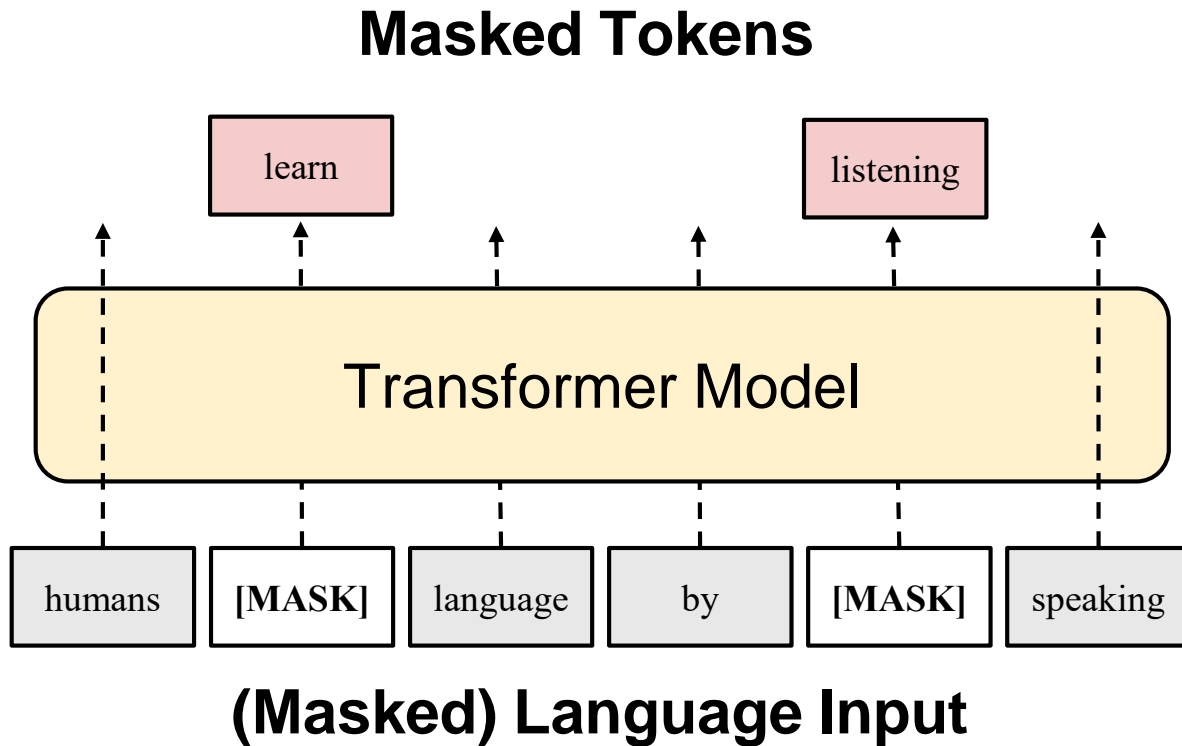 Masked Tokens
learn listening
Transformer Model
humans [MASK] language by [MASK] speaking
(Masked) Language Input